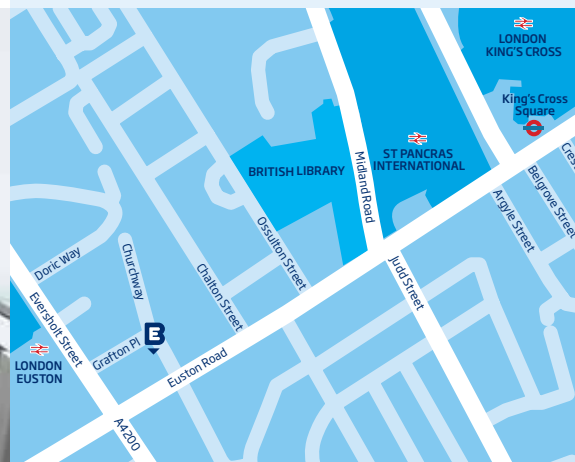 LONDON
KING'S CROSS
King's Cross
Square
ST PANCRAS
INTERNATIONAL
BRITISH LIBRARY
Midland Road
Belgrove Street
Argyle Street
Ossulton Street
Judd Street
Doric Way
Churchway
Chalton Street
Eversholt Street
Grafton Pl
E
Euston Road
LONDON
EUSTON
A4200